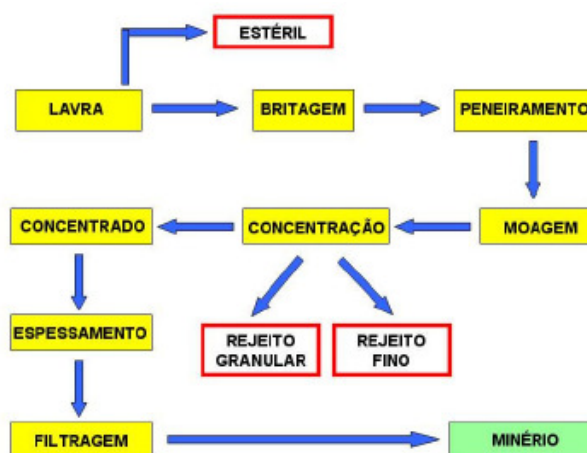 ESTÉRIL
LAVRA
BRITAGEM
PENEIRAMENTO
CONCENTRADO
CONCENTRAÇÃO
MOAGEM
ESPESSAMENTO
REJEITO
GRANULAR
REJEITO
FINO
FILTRAGEM
MINÉRIO